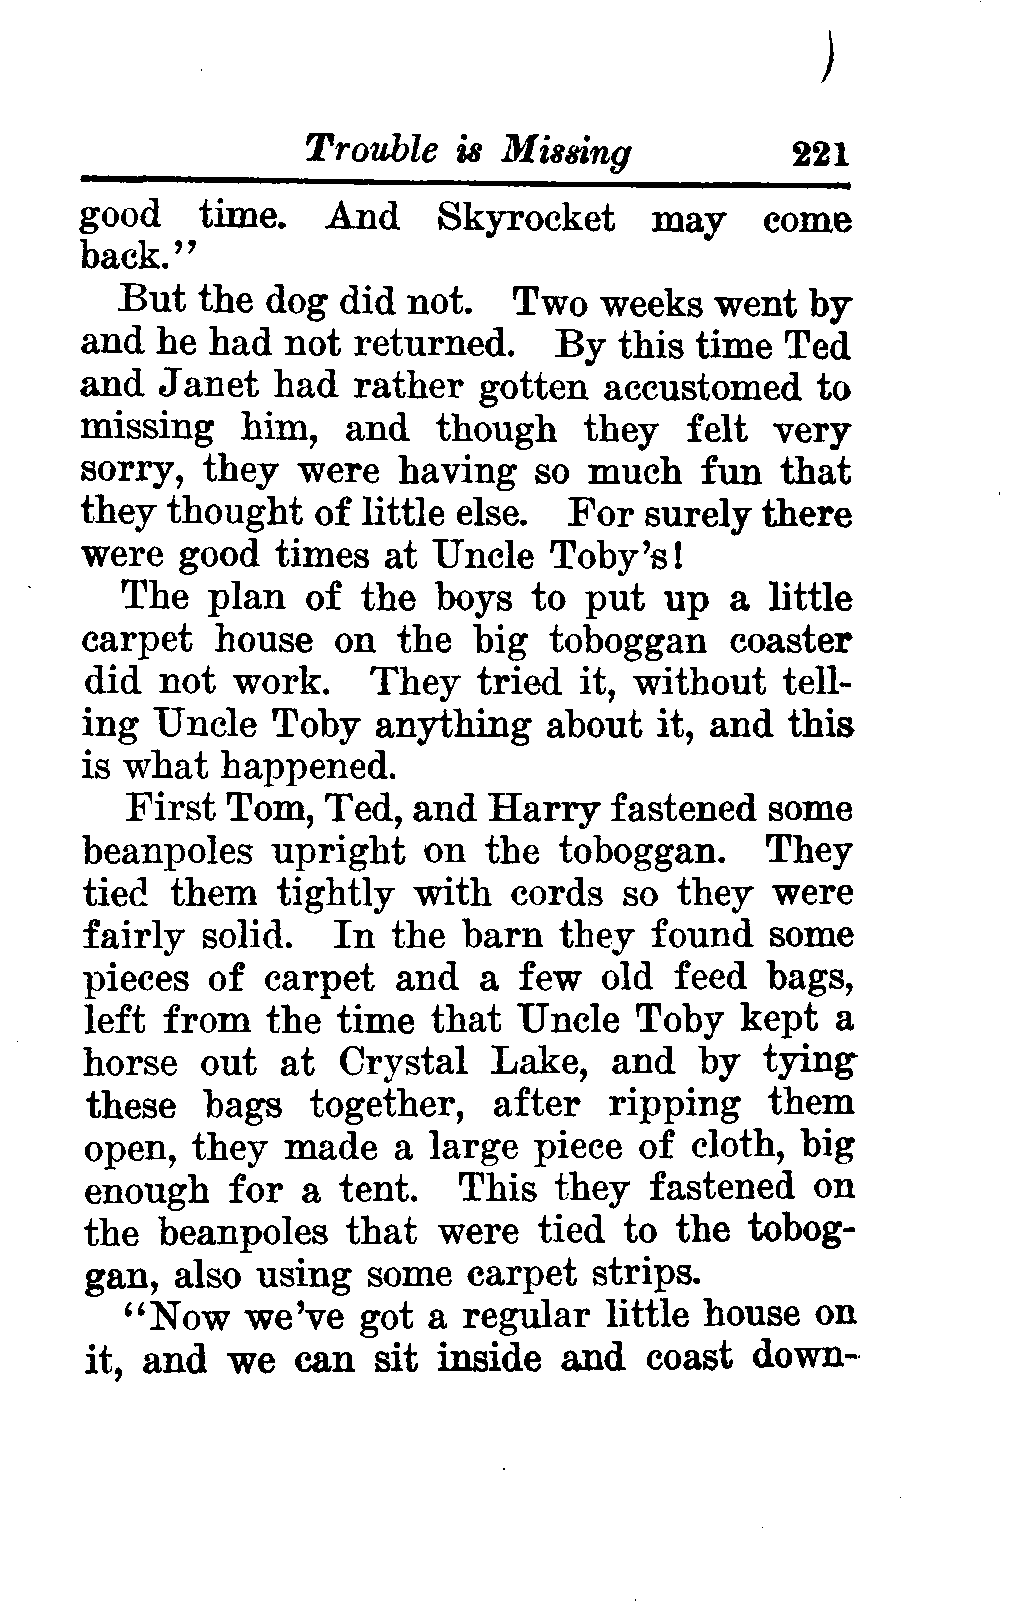 Trouble is Missing 221
good time. And Skyrocket may come
back."
But the dog did not. Two weeks went by
and he had not returned. By this time Ted
and Janet had rather gotten accustomed to
missing him, and though they felt very
sorry, they were having so much fun that
they thought of little else. For surely there
were good times at Uncle Toby's!
The plan of the boys to put up a little
carpet house on the big toboggan coaster
did not work. They tried it, without tell-
ing Uncle Toby anything about it, and this
is what happened.
First Tom, Ted, and Harry fastened some
beanpoles upright on the toboggan. They
tied them tightly with cords so they were
fairly solid. In the barn they found some
pieces of carpet and a few old feed bags,
left from the time that Uncle Toby kept a
horse out at Crystal Lake, and by tying
these bags together, after ripping them
open, they made a large piece of cloth, big
enough for a tent. This they fastened on
the beanpoles that were tied to the tobog-
gan, also using some carpet strips.
"Now we've got a regular little house on
it, and we can sit inside and coast down-